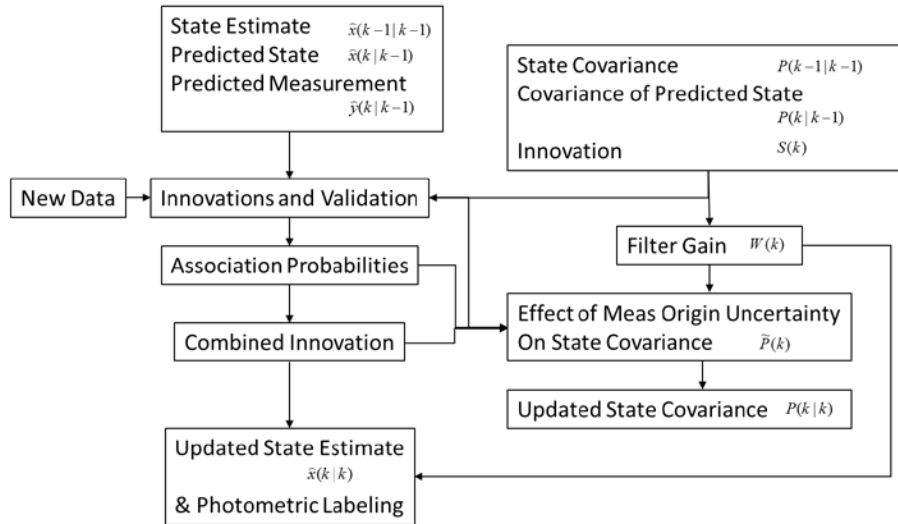 State Estimate x̂(k−1|k−1)
Predicted State x̂(k|k−1)
Predicted Measurement
ŷ(k|k−1)
State Covariance P(k−1|k−1)
Covariance of Predicted State
P(k|k−1)
Innovation S(k)
New Data
Innovations and Validation
Filter Gain W(k)
Association Probabilities
Effect of Meas Origin Uncertainty
On State Covariance P̃(k)
Combined Innovation
Updated State Covariance P(k|k)
Updated State Estimate
x̂(k|k)
& Photometric Labeling